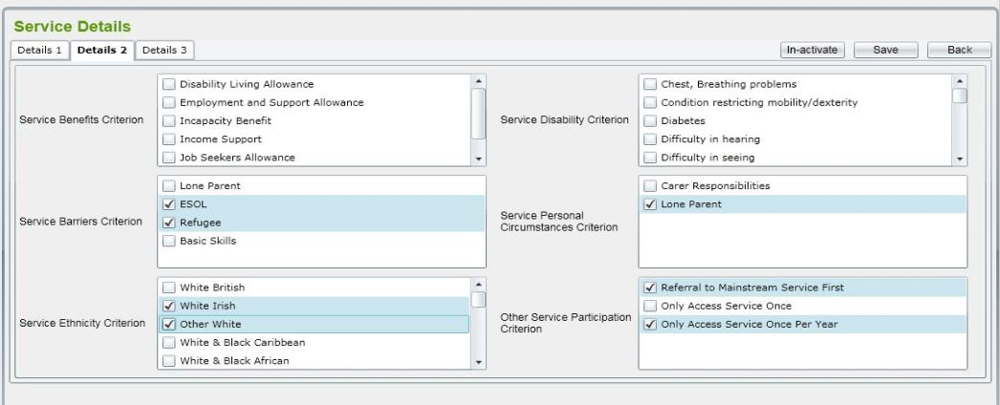 Service Details
Details 1
Details 2
Details 3
In-activate
Save
Back
Service Benefits Criterion
Disability Living Allowance
Employment and Support Allowance
Incapacity Benefit
Income Support
Job Seekers Allowance
Service Disability Criterion
Chest, Breathing problems
Condition restricting mobility/dexterity
Diabetes
Difficulty in hearing
Difficulty in seeing
Service Barriers Criterion
Lone Parent
ESOL
Refugee
Basic Skills
Service Personal
Circumstances Criterion
Carer Responsibilities
Lone Parent
Service Ethnicity Criterion
White British
White Irish
Other White
White & Black Caribbean
White & Black African
Other Service Participation
Criterion
Referral to Mainstream Service First
Only Access Service Once
Only Access Service Once Per Year